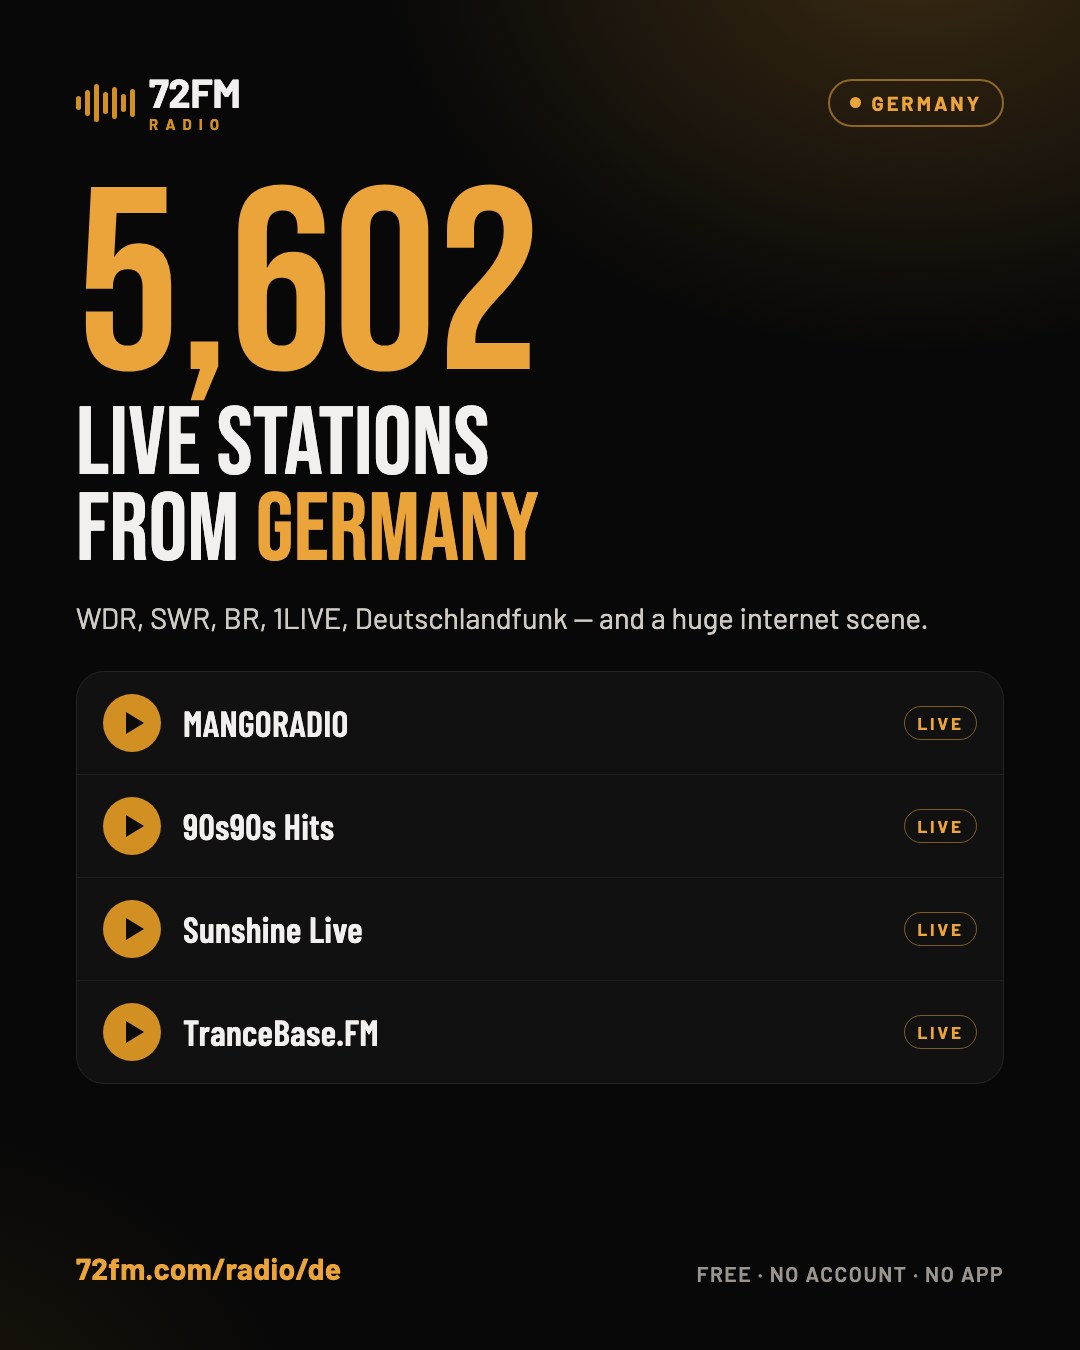 72FM
RADIO
GERMANY
5,602
LIVE STATIONS
FROM GERMANY
WDR, SWR, BR, 1LIVE, Deutschlandfunk — and a huge internet scene.
MANGORADIO
LIVE
90s90s Hits
LIVE
Sunshine Live
LIVE
TranceBase.FM
LIVE
72fm.com/radio/de
FREE · NO ACCOUNT · NO APP